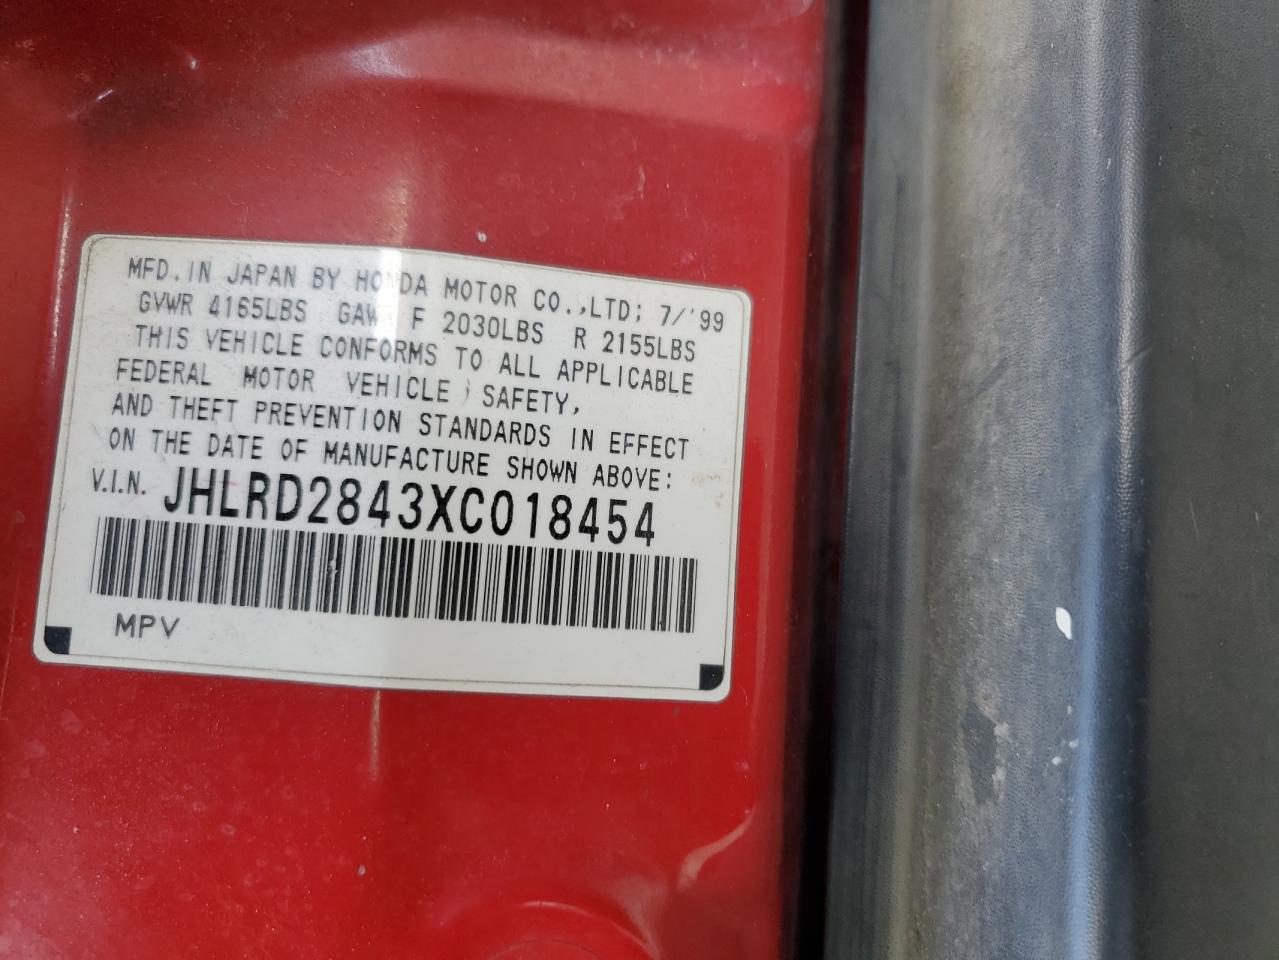 MFD. IN JAPAN BY HONDA MOTOR CO.,LTD; 7/'99
GVWR 4165LBS GAWR F 2030LBS R 2155LBS
THIS VEHICLE CONFORMS TO ALL APPLICABLE
FEDERAL MOTOR VEHICLE SAFETY,
AND THEFT PREVENTION STANDARDS IN EFFECT
ON THE DATE OF MANUFACTURE SHOWN ABOVE:
V.I.N. JHLRD2843XC018454
MPV